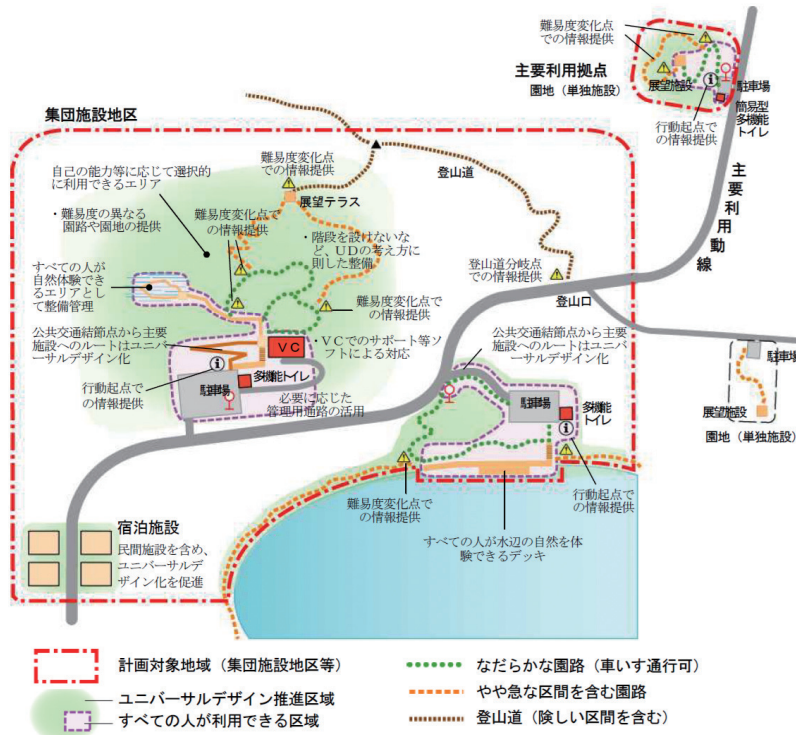 難易度変化点
での情報提供
主要利用拠点
園地（単独施設）
展望施設
駐車場
簡易型
多機能
トイレ
行動起点で
の情報提供
主要利用動線
集団施設地区
自己の能力等に応じて選択的
に利用できるエリア
・難易度の異なる
園路や園地の提供
難易度変化点
での情報提供
展望テラス
難易度変化点で
の情報提供
登山道
・階段を設けないな
ど、ＵＤの考え方に
則した整備
すべての人が
自然体験でき
るエリアとし
て整備管理
登山道分岐点
での情報提供
登山口
難易度変化点で
の情報提供
公共交通結節点から主要
施設へのルートはユニバ
ーサルデザイン化
ＶＣ
・ＶＣでのサポート等ソ
フトによる対応
公共交通結節点から主要
施設へのルートはユニバ
ーサルデザイン化
行動起点で
の情報提供
駐車場
多機能トイレ
必要に応じた
管理用通路の活用
駐車場
多機能
トイレ
駐車場
展望施設
園地（単独施設）
難易度変化点で
の情報提供
行動起点で
の情報提供
すべての人が水辺の自然を体
験できるデッキ
宿泊施設
民間施設を含め、
ユニバーサルデ
ザイン化を促進
計画対象地域（集団施設地区等）
ユニバーサルデザイン推進区域
すべての人が利用できる区域
なだらかな園路（車いす通行可）
やや急な区間を含む園路
登山道（険しい区間を含む）